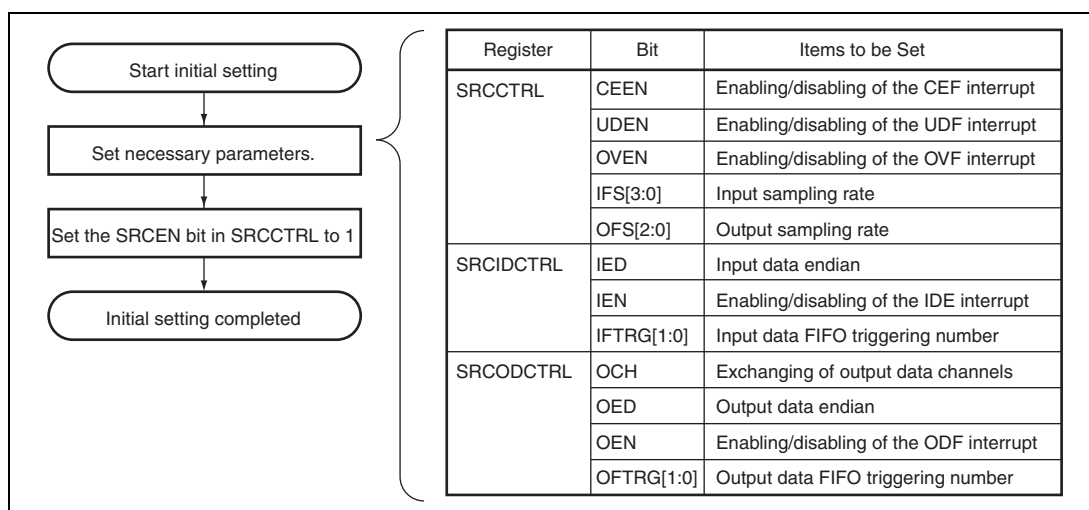 Start initial setting
Set necessary parameters.
Set the SRCEN bit in SRCCTRL to 1
Initial setting completed
Register Bit Items to be Set
SRCCTRL CEEN Enabling/disabling of the CEF interrupt
UDEN Enabling/disabling of the UDF interrupt
OVEN Enabling/disabling of the OVF interrupt
IFS[3:0] Input sampling rate
OFS[2:0] Output sampling rate
SRCIDCTRL IED Input data endian
IEN Enabling/disabling of the IDE interrupt
IFTRG[1:0] Input data FIFO triggering number
SRCODCTRL OCH Exchanging of output data channels
OED Output data endian
OEN Enabling/disabling of the ODF interrupt
OFTRG[1:0] Output data FIFO triggering number